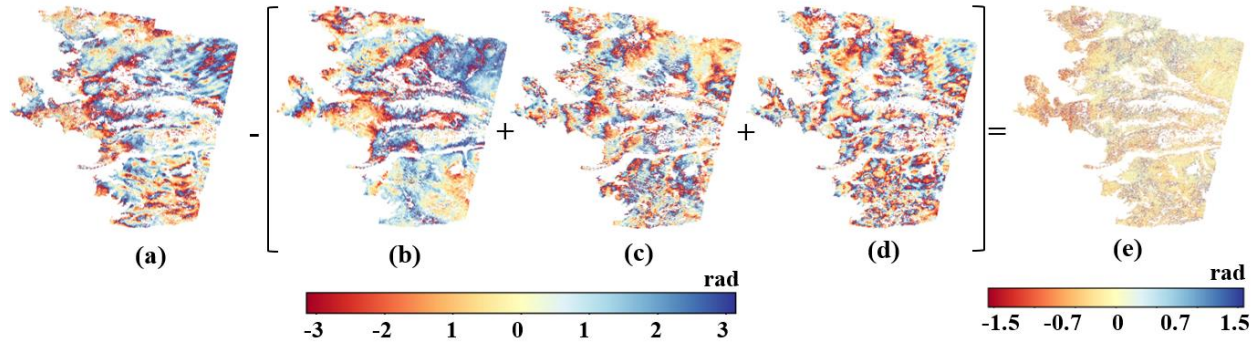 - [ + + ] =
(a) (b) (c) (d) (e)
rad
-3 -2 1 0 1 2 3
rad
-1.5 -0.7 0 0.7 1.5